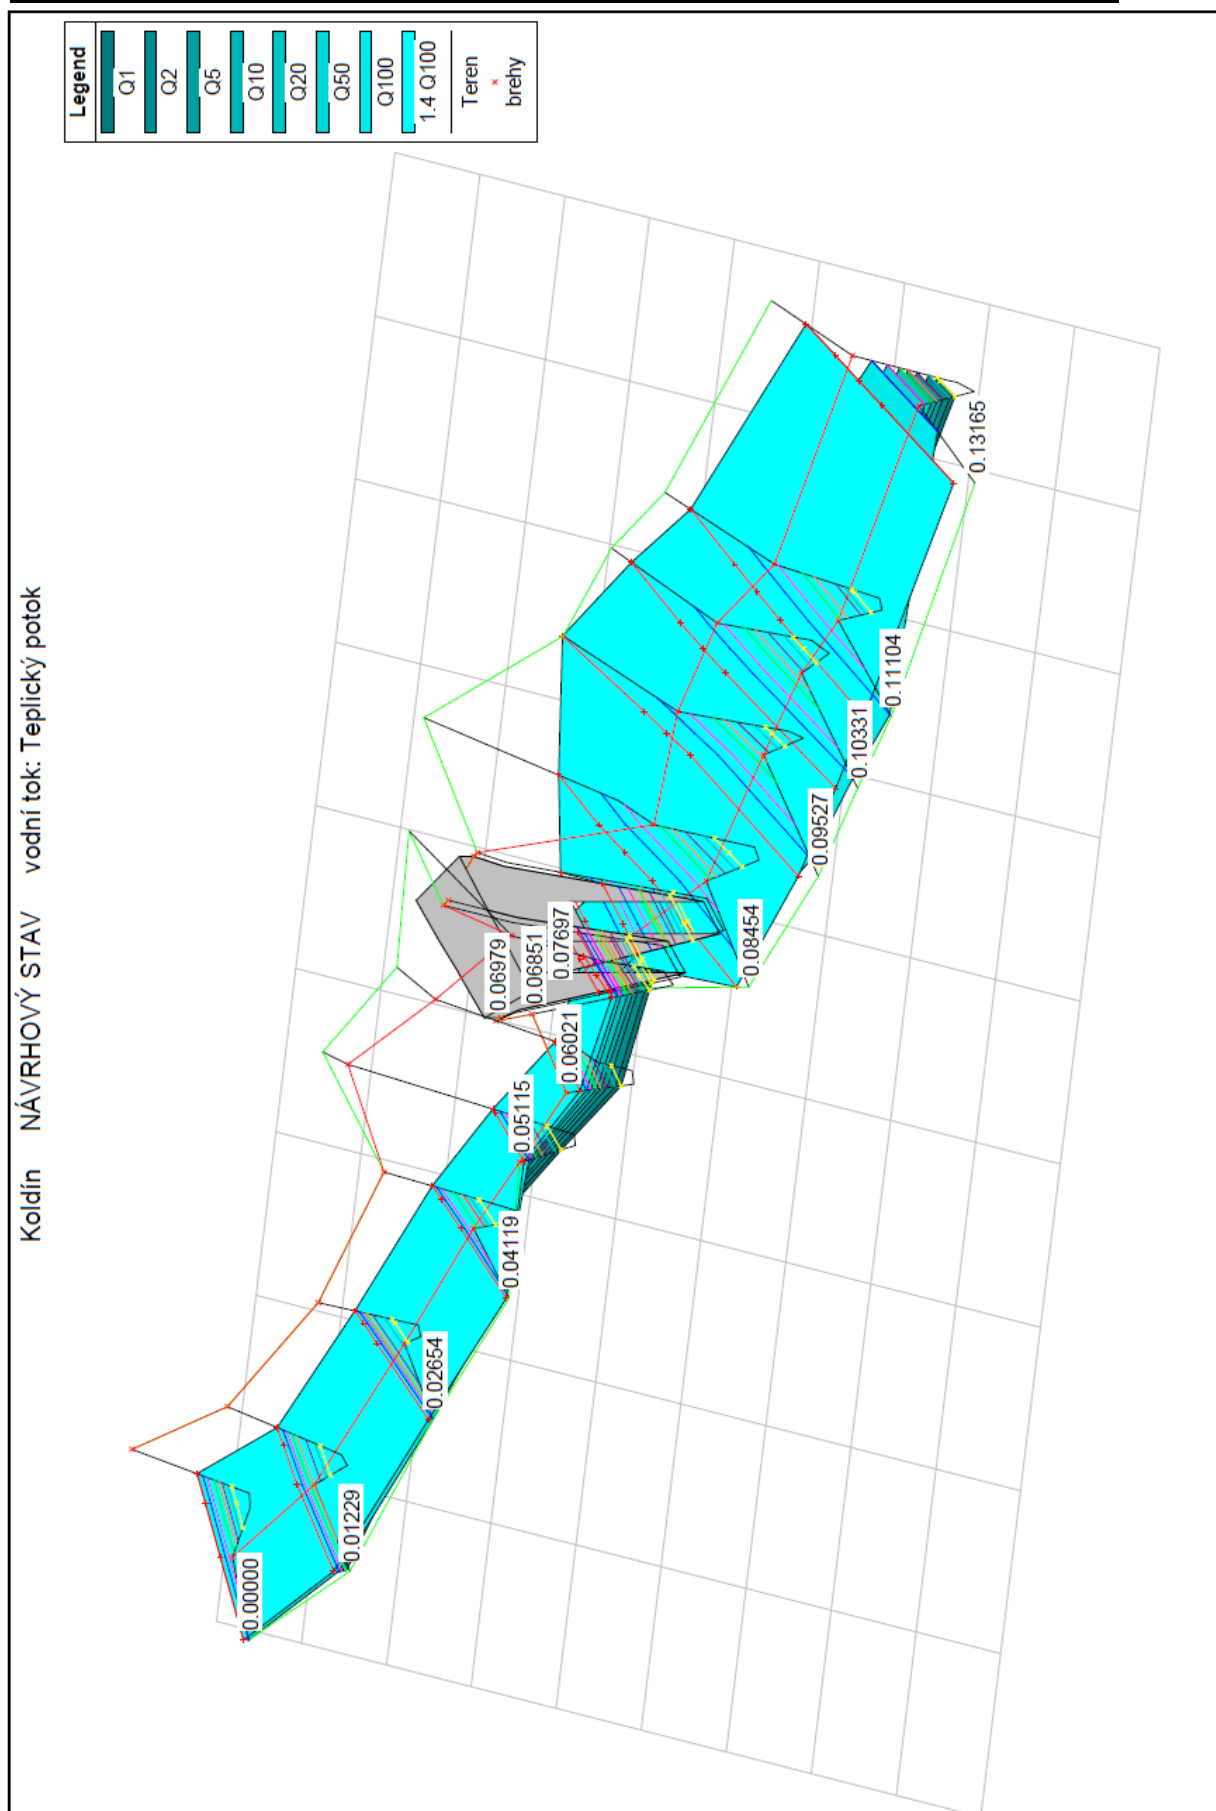 Koldín NÁVRHOVÝ STAV vodní tok: Teplický potok
Legend
Q1
Q2
Q5
Q10
Q20
Q50
Q100
1.4 Q100
Teren
brehy
0.00000
0.01229
0.02654
0.04119
0.05115
0.06021
0.06979
0.06851
0.07697
0.08454
0.09527
0.10331
0.11104
0.13165